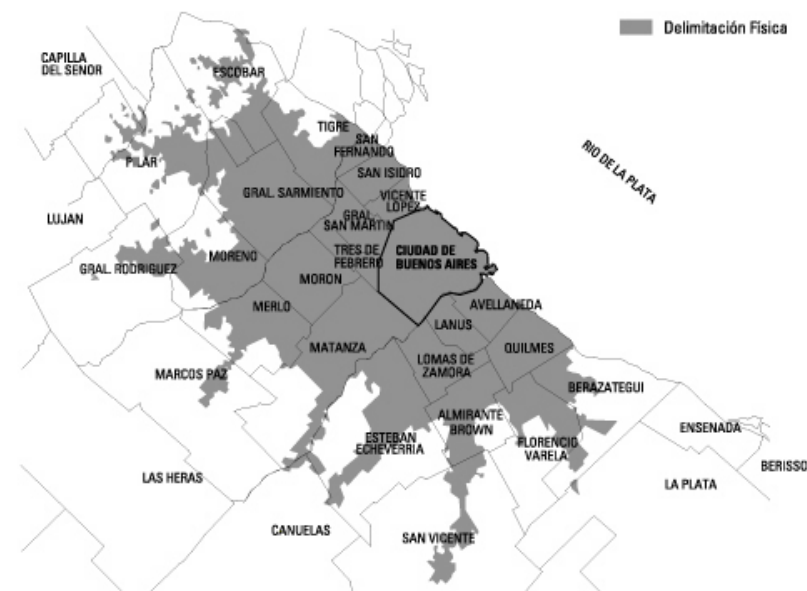 Delimitación Física
CAPILLA
DEL SEÑOR
ESCOBAR
TIGRE
SAN
FERNANDO
RIO DE LA PLATA
PILAR
SAN ISIDRO
GRAL. SARMIENTO
VICENTE
LOPEZ
LUJAN
GRAL.
SAN MARTIN
MORENO
TRES DE
FEBRERO
CIUDAD DE
BUENOS AIRES
GRAL. RODRIGUEZ
MORON
MERLO
AVELLANEDA
LANUS
MATANZA
QUILMES
LOMAS DE
ZAMORA
MARCOS PAZ
BERAZATEGUI
ALMIRANTE
BROWN
ENSENADA
ESTEBAN
ECHEVERRIA
FLORENCIO
VARELA
BERISSO
LAS HERAS
LA PLATA
CANUELAS
SAN VICENTE